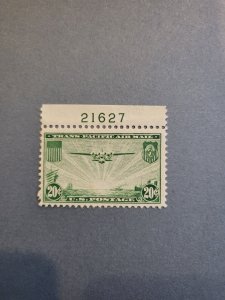 21627
TRANS-PACIFIC AIR MAIL
20¢ 20¢
U.S. POSTAGE